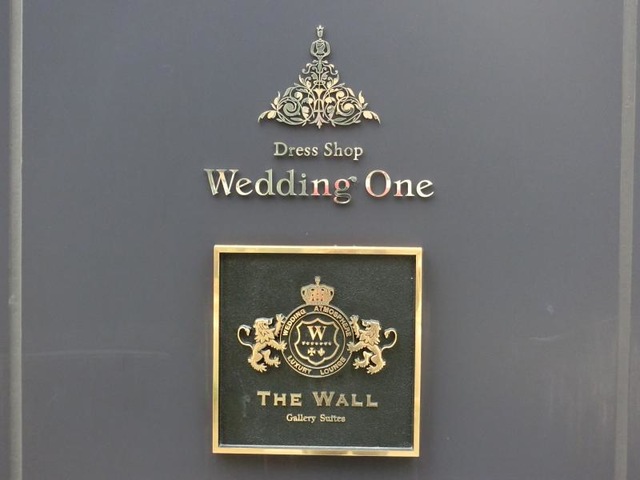 Dress Shop
Wedding One
WEDDING ATMOSPHERE
W
LUXURY LOUNGE
THE WALL
Gallery Suites